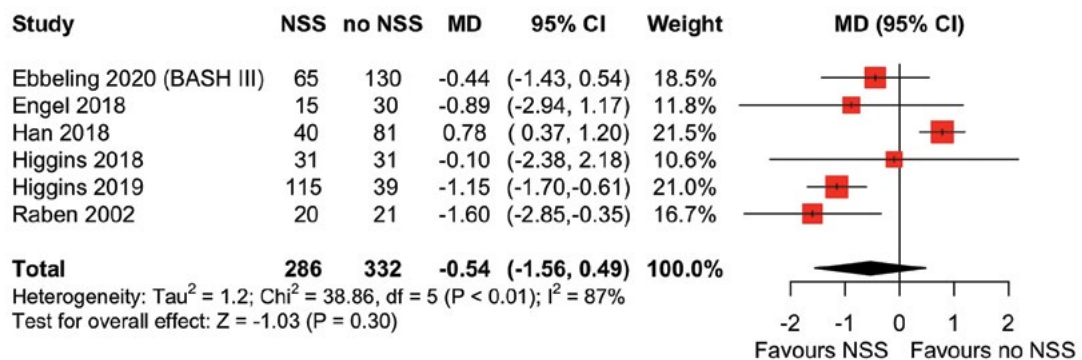 Study NSS no NSS MD 95% CI Weight MD (95% CI)
Ebbeling 2020 (BASH III) 65 130 -0.44 (-1.43, 0.54) 18.5%
Engel 2018 15 30 -0.89 (-2.94, 1.17) 11.8%
Han 2018 40 81 0.78 ( 0.37, 1.20) 21.5%
Higgins 2018 31 31 -0.10 (-2.38, 2.18) 10.6%
Higgins 2019 115 39 -1.15 (-1.70,-0.61) 21.0%
Raben 2002 20 21 -1.60 (-2.85,-0.35) 16.7%
Total 286 332 -0.54 (-1.56, 0.49) 100.0%
Heterogeneity: Tau² = 1.2; Chi² = 38.86, df = 5 (P < 0.01); I² = 87%
Test for overall effect: Z = -1.03 (P = 0.30)
-2 -1 0 1 2
Favours NSS Favours no NSS